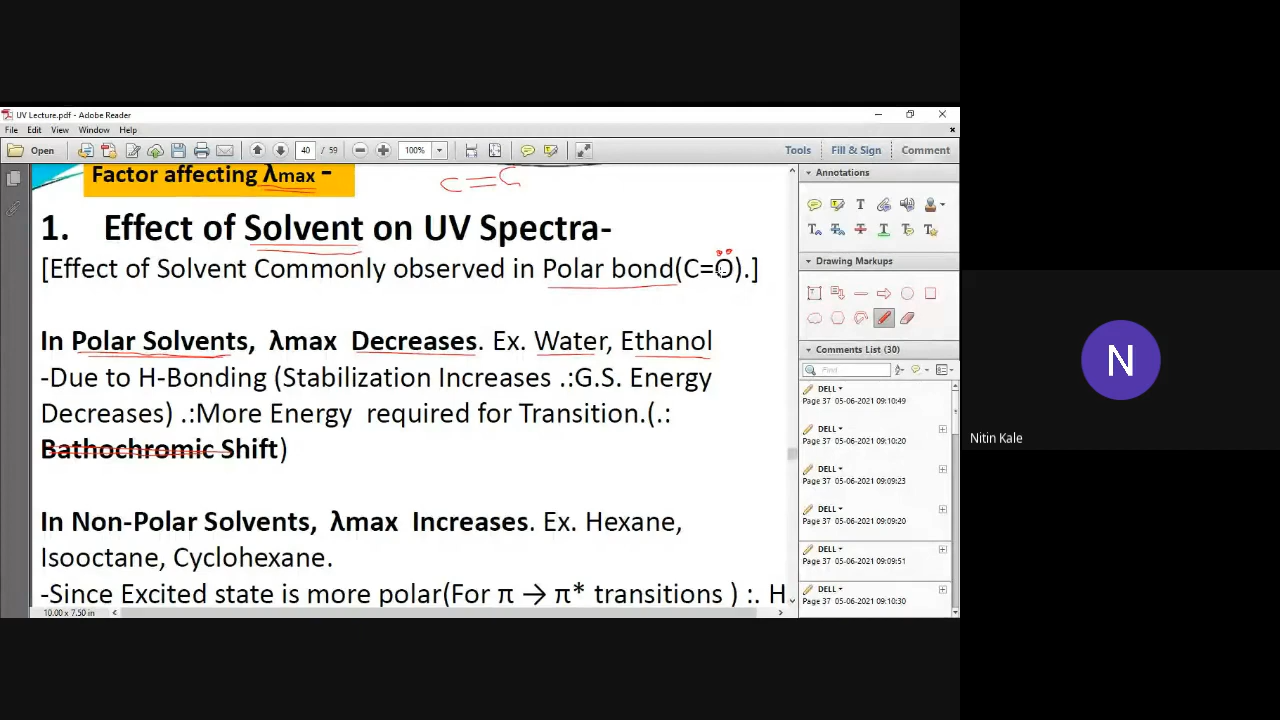 UV Lecture.pdf - Adobe Reader
File Edit View Window Help
Open 40 / 59 100% Tools Fill & Sign Comment
Factor affecting λmax -
C=C
1. Effect of Solvent on UV Spectra-
[Effect of Solvent Commonly observed in Polar bond(C=O).]
In Polar Solvents, λmax Decreases. Ex. Water, Ethanol
-Due to H-Bonding (Stabilization Increases .:G.S. Energy
Decreases) .:More Energy required for Transition.(.:
Bathochromic Shift)
In Non-Polar Solvents, λmax Increases. Ex. Hexane,
Isooctane, Cyclohexane.
-Since Excited state is more polar(For π → π* transitions ) :. H
10.00 x 7.50 in
Annotations
Drawing Markups
Comments List (30)
Find
DELL
Page 37 05-06-2021 09:10:49
DELL
Page 37 05-06-2021 09:10:20
DELL
Page 37 05-06-2021 09:09:23
DELL
Page 37 05-06-2021 09:09:20
DELL
Page 37 05-06-2021 09:09:51
DELL
Page 37 05-06-2021 09:10:30
N
Nitin Kale